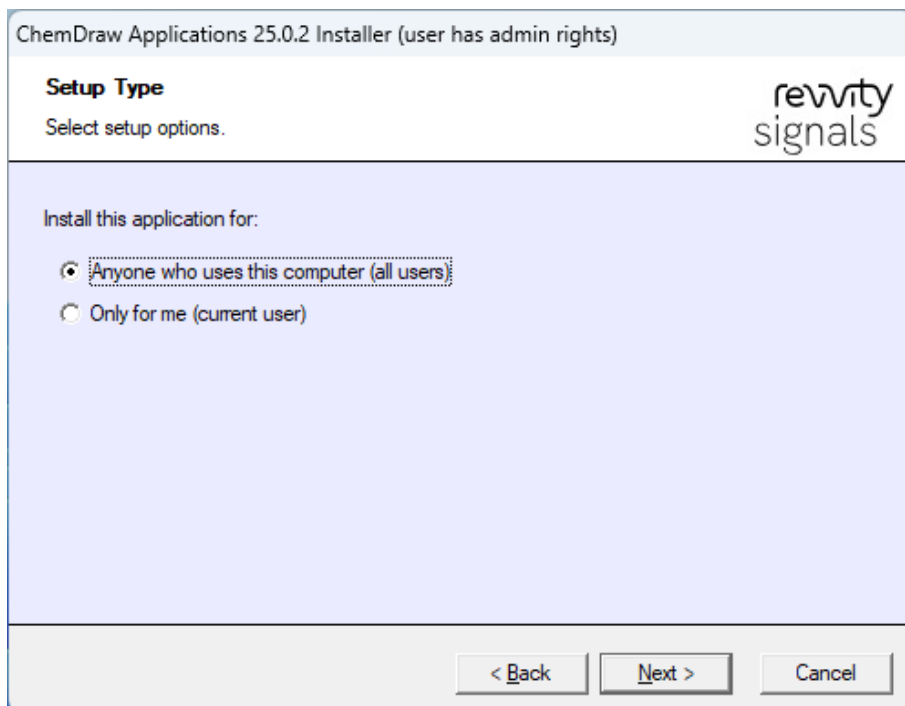 ChemDraw Applications 25.0.2 Installer (user has admin rights)
Setup Type
Select setup options.
revvity
signals
Install this application for:
Anyone who uses this computer (all users)
Only for me (current user)
< Back
Next >
Cancel